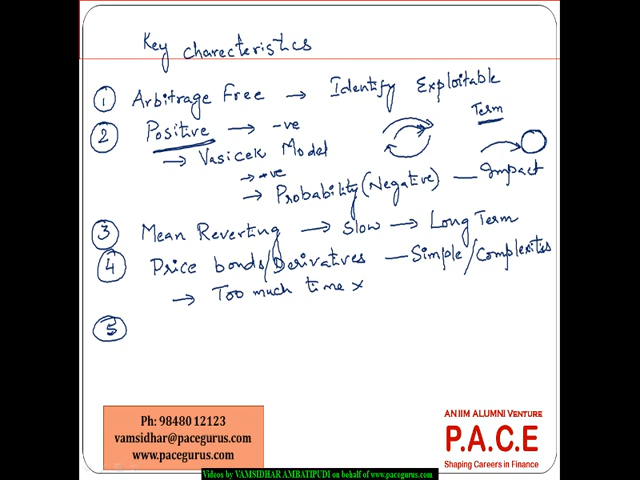 Key charecteristics
① Arbitrage Free → Identify Exploitable
② Positive → -ve
Term
→ Vasicek Model
→ -ve
→ Probability (Negative) — Impact
③ Mean Reverting → Slow → Long Term
④ Price bonds/Derivatives — Simple/Complexities
→ Too much time x
⑤
Ph: 98480 12123
vamsidhar@pacegurus.com
www.pacegurus.com
AN IIM ALUMNI VENTURE
P.A.C.E
Shaping Careers in Finance
Videos by VAMSIDHAR AMBATIPUDI on behalf of www.pacegurus.com